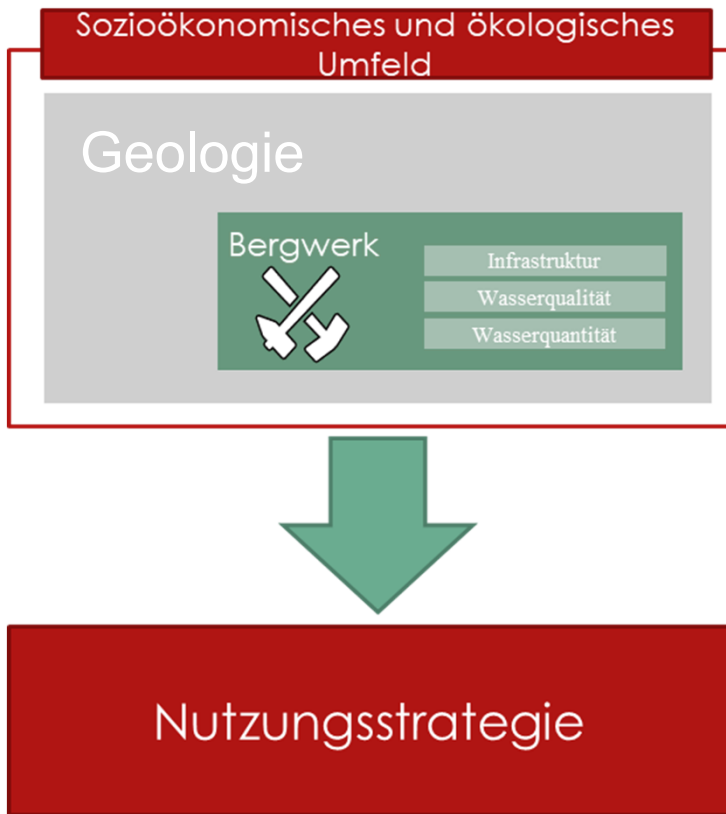 Sozioökonomisches und ökologisches
Umfeld
Geologie
Bergwerk
Infrastruktur
Wasserqualität
Wasserquantität
Nutzungsstrategie